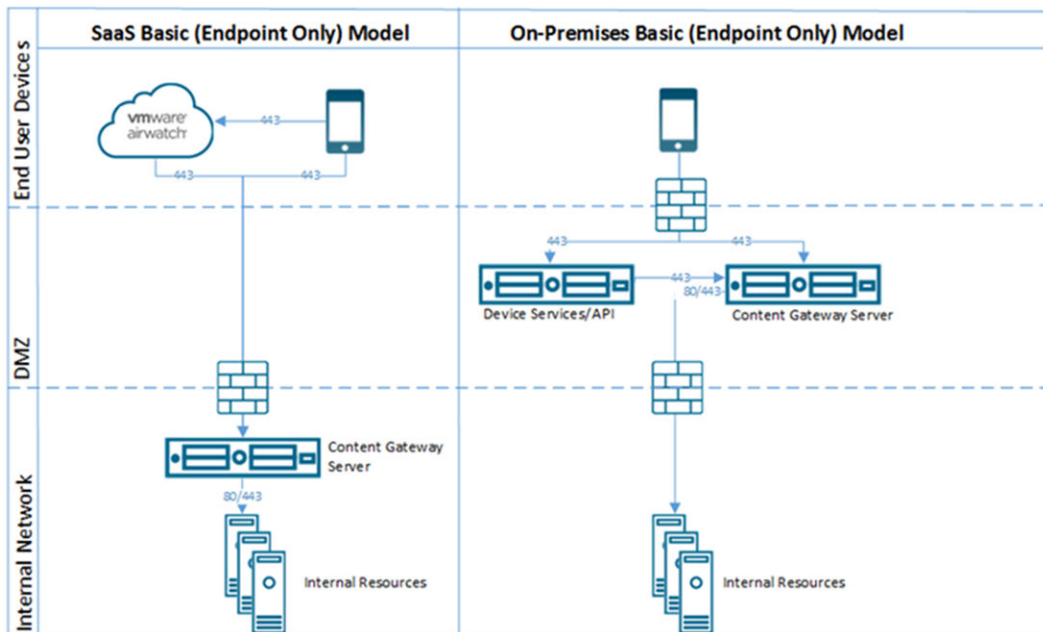 SaaS Basic (Endpoint Only) Model
On-Premises Basic (Endpoint Only) Model
End User Devices
DMZ
Internal Network
vmware
airwatch
443
443
443
443
443
443
80/443
Device Services/API
Content Gateway Server
Content Gateway
Server
80/443
Internal Resources
Internal Resources